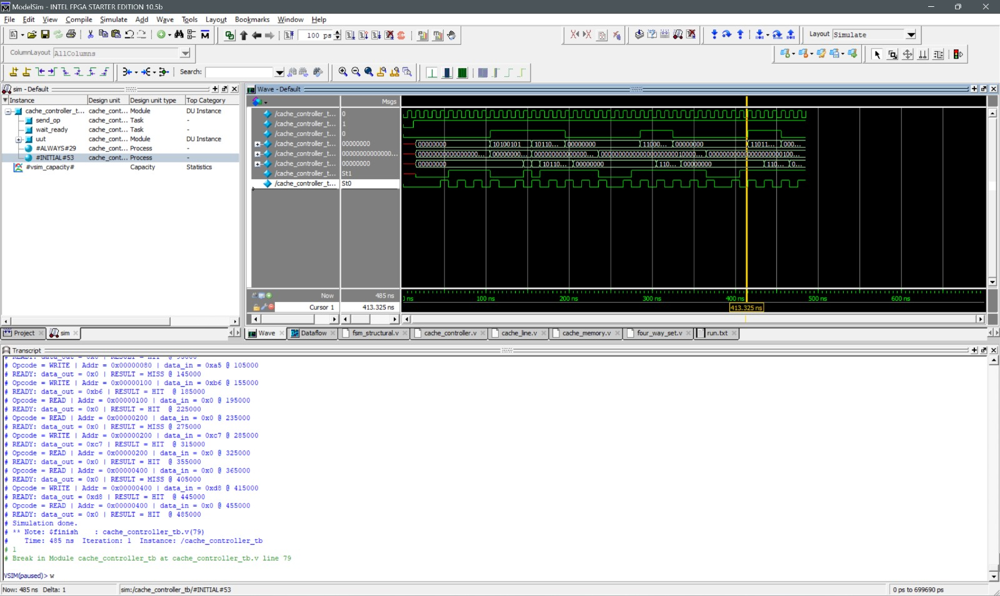 ModelSim - INTEL FPGA STARTER EDITION 10.5b
File Edit View Compile Simulate Add Wave Tools Layout Bookmarks Window Help
100 ps
Layout Simulate
ColumnLayout AllColumns
Search:
sim - Default
Instance Design unit Design unit type Top Category
cache_controller_t... cache_cont... Module DU Instance
send_op cache_cont... Task -
wait_ready cache_cont... Task -
uut cache_cont... Module DU Instance
#ALWAYS#29 cache_cont... Process -
#INITIAL#53 cache_cont... Process -
#vsim_capacity# Capacity Statistics
Wave - Default
Msgs
/cache_controller_t... 0
/cache_controller_t... 1
/cache_controller_t... 0
/cache_controller_t... 00000000 00000000 10100101 10110... 00000000 11000... 00000000 11011... 000...
/cache_controller_t... 00000000000000... 00000000000000000... 00000000... 0000000000000000... 00000000000000000000000010000... 00000000000000000000000100...
/cache_controller_t... 00000000 00000000 10110... 00000000 110... 00000000 110... 0...
/cache_controller_t... St1
/cache_controller_t... St0
Now 485 ns
Cursor 1 413.325 ns
ns 100 ns 200 ns 300 ns 400 ns 500 ns 600 ns
413.325 ns
Project sim
Wave Dataflow fsm_structural.v cache_controller.v cache_line.v cache_memory.v four_way_set.v run.txt
Transcript
# READY: data_out = 0x0 | RESULT = HIT @ 95000
# Opcode = WRITE | Addr = 0x00000080 | data_in = 0xa5 @ 105000
# READY: data_out = 0x0 | RESULT = MISS @ 145000
# Opcode = WRITE | Addr = 0x00000100 | data_in = 0xb6 @ 155000
# READY: data_out = 0xb6 | RESULT = HIT @ 185000
# Opcode = READ | Addr = 0x00000100 | data_in = 0x0 @ 195000
# READY: data_out = 0x0 | RESULT = HIT @ 225000
# Opcode = READ | Addr = 0x00000200 | data_in = 0x0 @ 235000
# READY: data_out = 0x0 | RESULT = MISS @ 275000
# Opcode = WRITE | Addr = 0x00000200 | data_in = 0xc7 @ 285000
# READY: data_out = 0xc7 | RESULT = HIT @ 315000
# Opcode = READ | Addr = 0x00000200 | data_in = 0x0 @ 325000
# READY: data_out = 0x0 | RESULT = HIT @ 355000
# Opcode = READ | Addr = 0x00000400 | data_in = 0x0 @ 365000
# READY: data_out = 0x0 | RESULT = MISS @ 405000
# Opcode = WRITE | Addr = 0x00000400 | data_in = 0xd8 @ 415000
# READY: data_out = 0xd8 | RESULT = HIT @ 445000
# Opcode = READ | Addr = 0x00000400 | data_in = 0x0 @ 455000
# READY: data_out = 0x0 | RESULT = HIT @ 485000
# Simulation done.
# ** Note: $finish : cache_controller_tb.v(79)
# Time: 485 ns Iteration: 1 Instance: /cache_controller_tb
# 1
# Break in Module cache_controller_tb at cache_controller_tb.v line 79
VSIM(paused)> w
Now: 485 ns Delta: 1 sim:/cache_controller_tb/#INITIAL#53 0 ps to 699690 ps